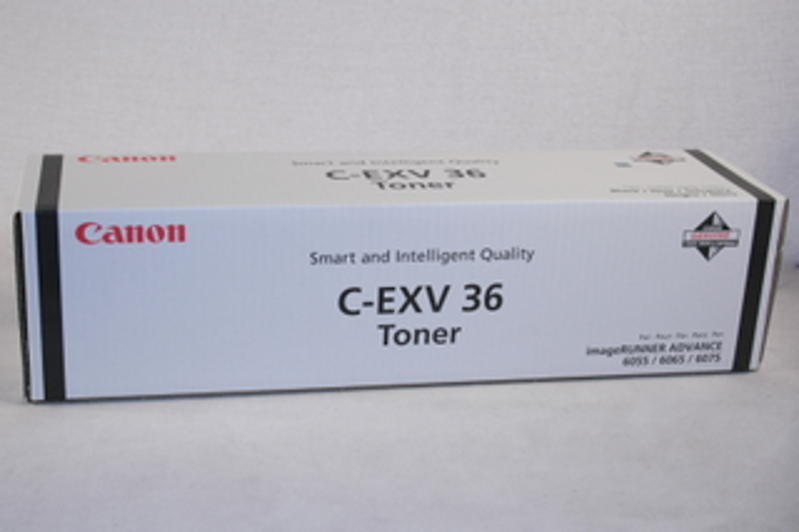 Canon
Smart and Intelligent Quality
C-EXV 36
Toner
Canon
Smart and Intelligent Quality
C-EXV 36
Toner
imageRUNNER ADVANCE
6055 / 6065 / 6075